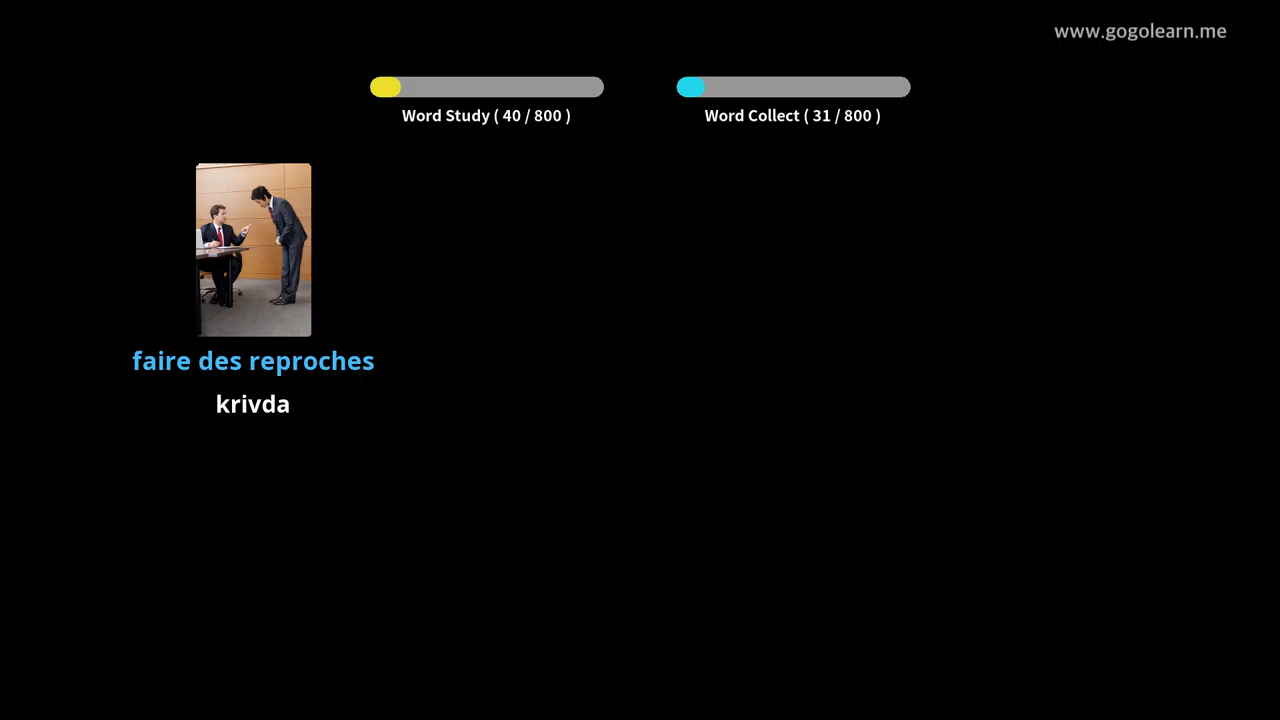 www.gogolearn.me
Word Study ( 40 / 800 )
Word Collect ( 31 / 800 )
faire des reproches
krivda